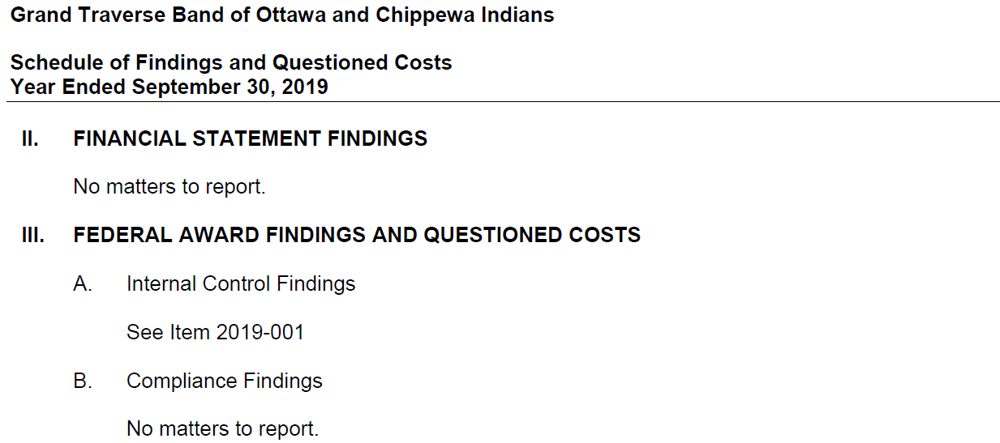 Grand Traverse Band of Ottawa and Chippewa Indians
Schedule of Findings and Questioned Costs
Year Ended September 30, 2019
II. FINANCIAL STATEMENT FINDINGS
No matters to report.
III. FEDERAL AWARD FINDINGS AND QUESTIONED COSTS
A. Internal Control Findings
See Item 2019-001
B. Compliance Findings
No matters to report.